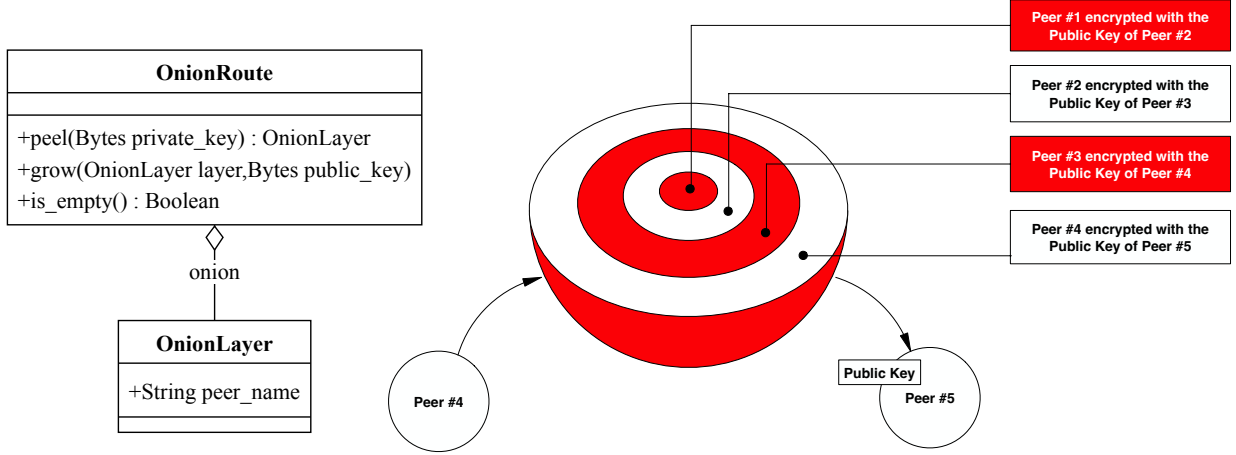 OnionRoute
+peel(Bytes private_key) : OnionLayer
+grow(OnionLayer layer,Bytes public_key)
+is_empty() : Boolean
onion
OnionLayer
+String peer_name
Peer #1 encrypted with the
Public Key of Peer #2
Peer #2 encrypted with the
Public Key of Peer #3
Peer #3 encrypted with the
Public Key of Peer #4
Peer #4 encrypted with the
Public Key of Peer #5
Peer #4
Public Key
Peer #5